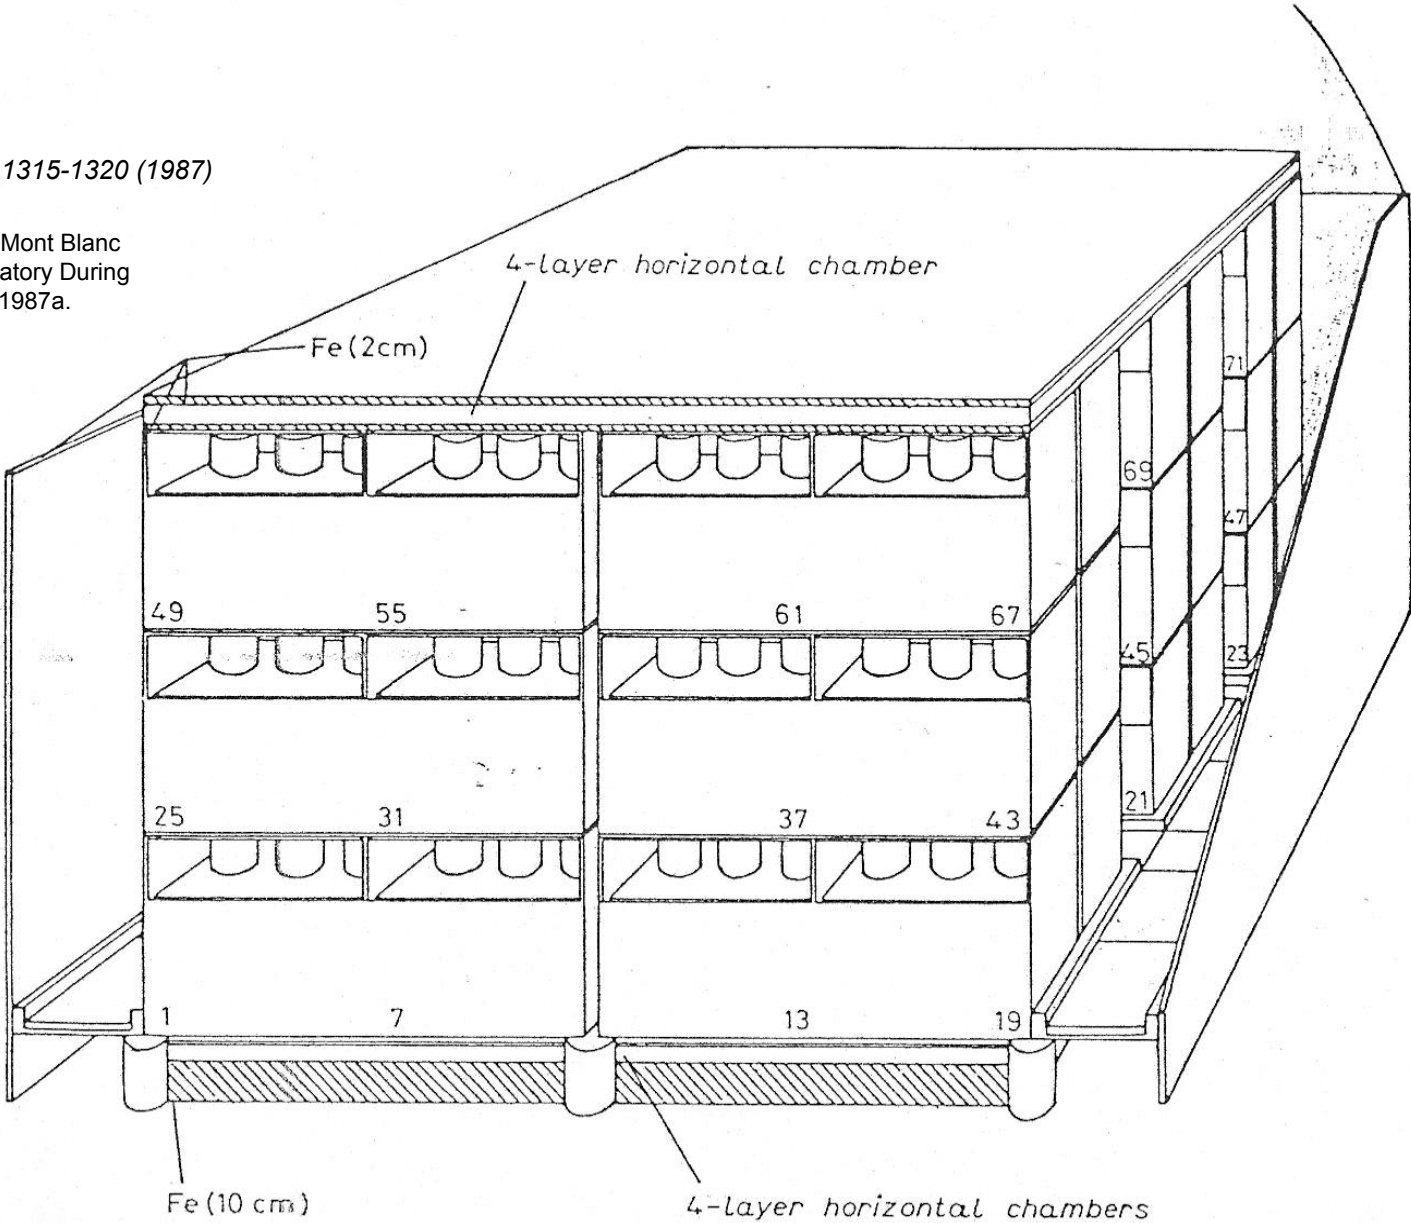 1315-1320 (1987)
Mont Blanc
atory During
1987a.
4-layer horizontal chamber
Fe (2cm)
71
69
47
49 55 61 67
45
23
25 31 37 43
21
1 7 13 19
Fe (10 cm)
4-layer horizontal chambers